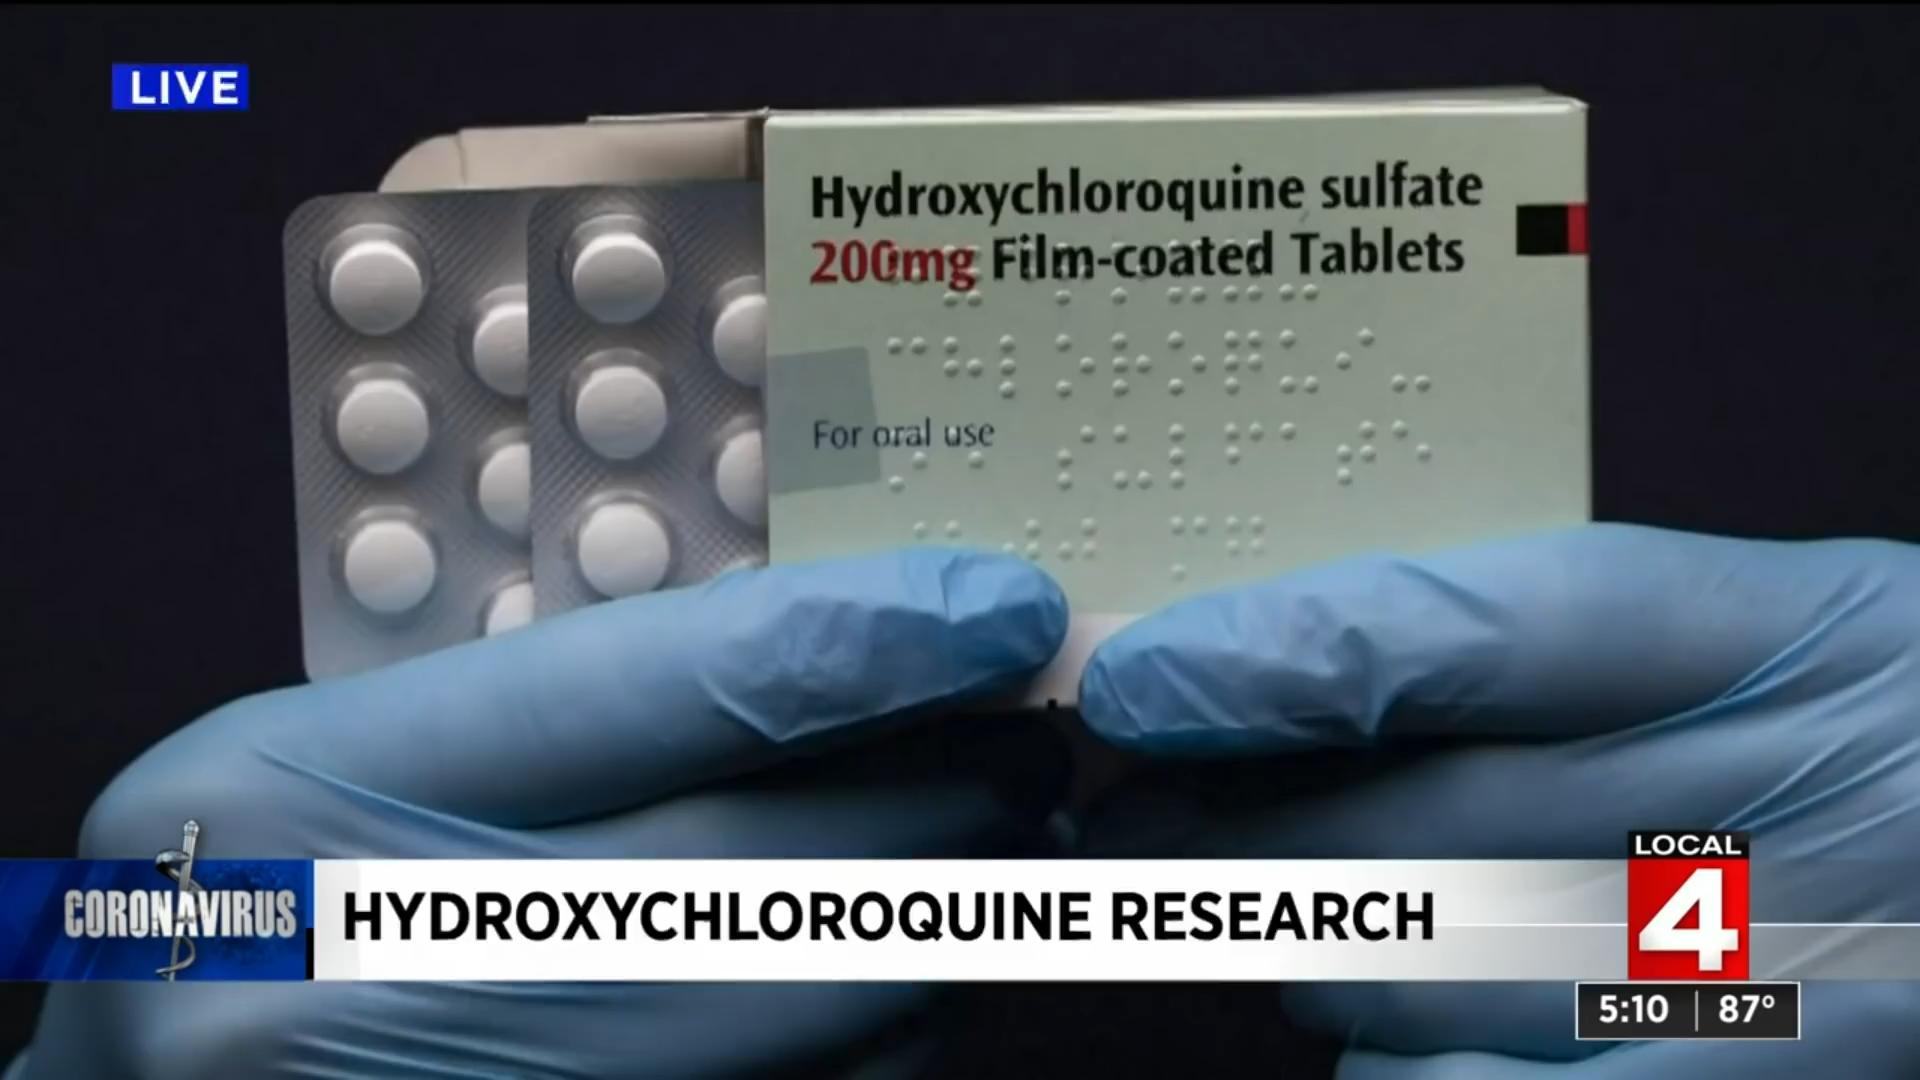 LIVE
Hydroxychloroquine sulfate
200mg Film-coated Tablets
For oral use
CORONAVIRUS
HYDROXYCHLOROQUINE RESEARCH
LOCAL
4
5:10 87°